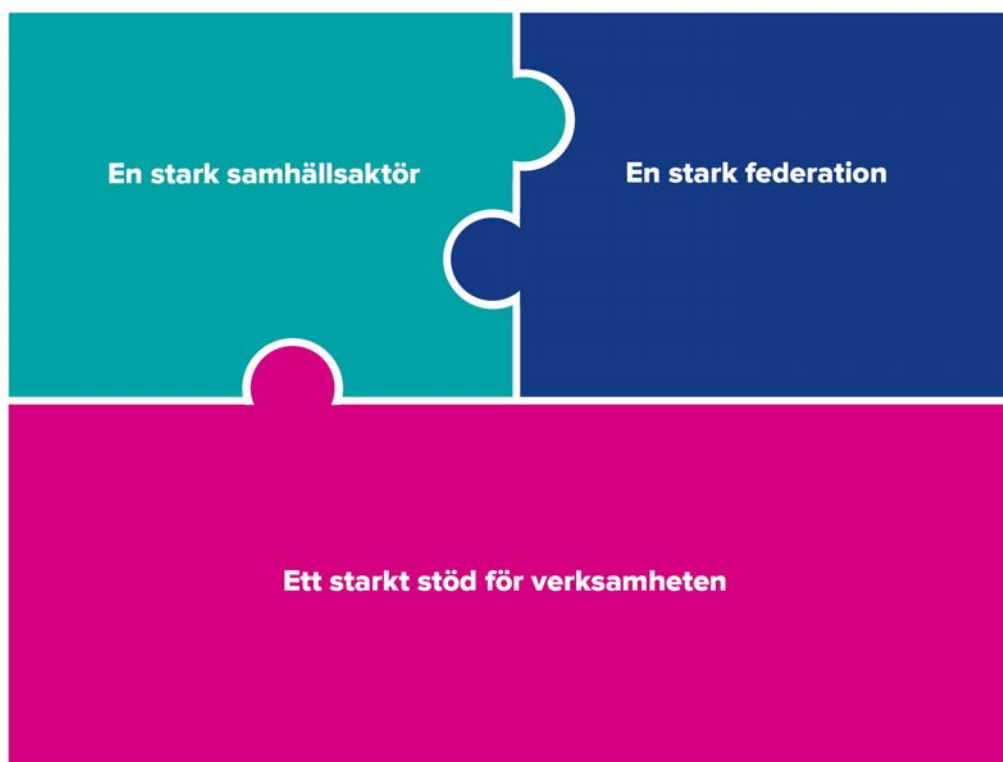 En stark samhällsaktör
En stark federation
Ett starkt stöd för verksamheten